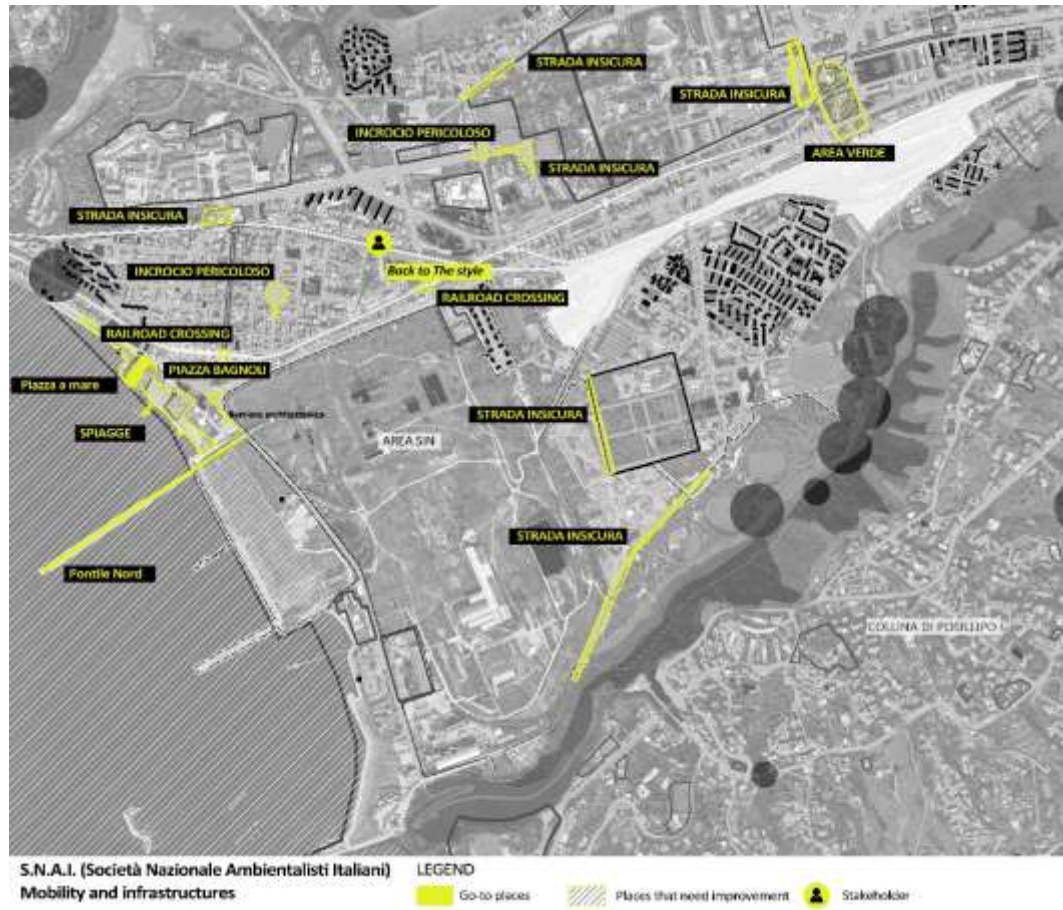 STRADA INSICURA
STRADA INSICURA
INCROCIO PERICOLOSO
STRADA INSICURA
AREA VERDE
STRADA INSICURA
INCROCIO PERICOLOSO
Back to The style
RAILROAD CROSSING
RAILROAD CROSSING
PIAZZA BAGNOLI
Piazza a mare
STRADA INSICURA
SPIAGGE
AREA SIN
STRADA INSICURA
Pontile Nord
COLLINA DI POSILLIPO
S.N.A.I. (Società Nazionale Ambientalisti Italiani)
Mobility and infrastructures
LEGEND
Go-to places
Places that need improvement
Stakeholder